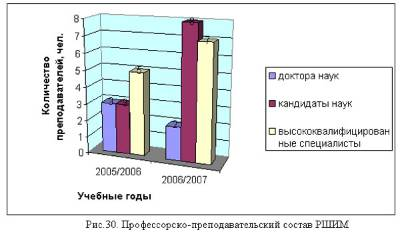 Количество
преподавателей, чел.
8
7
6
5
4
3
2
1
0
2005/2006
2006/2007
Учебные годы
доктора наук
кандидаты наук
высококвалифицирован
ные специалисты
Рис.30. Профессорско-преподавательский состав РШИМ